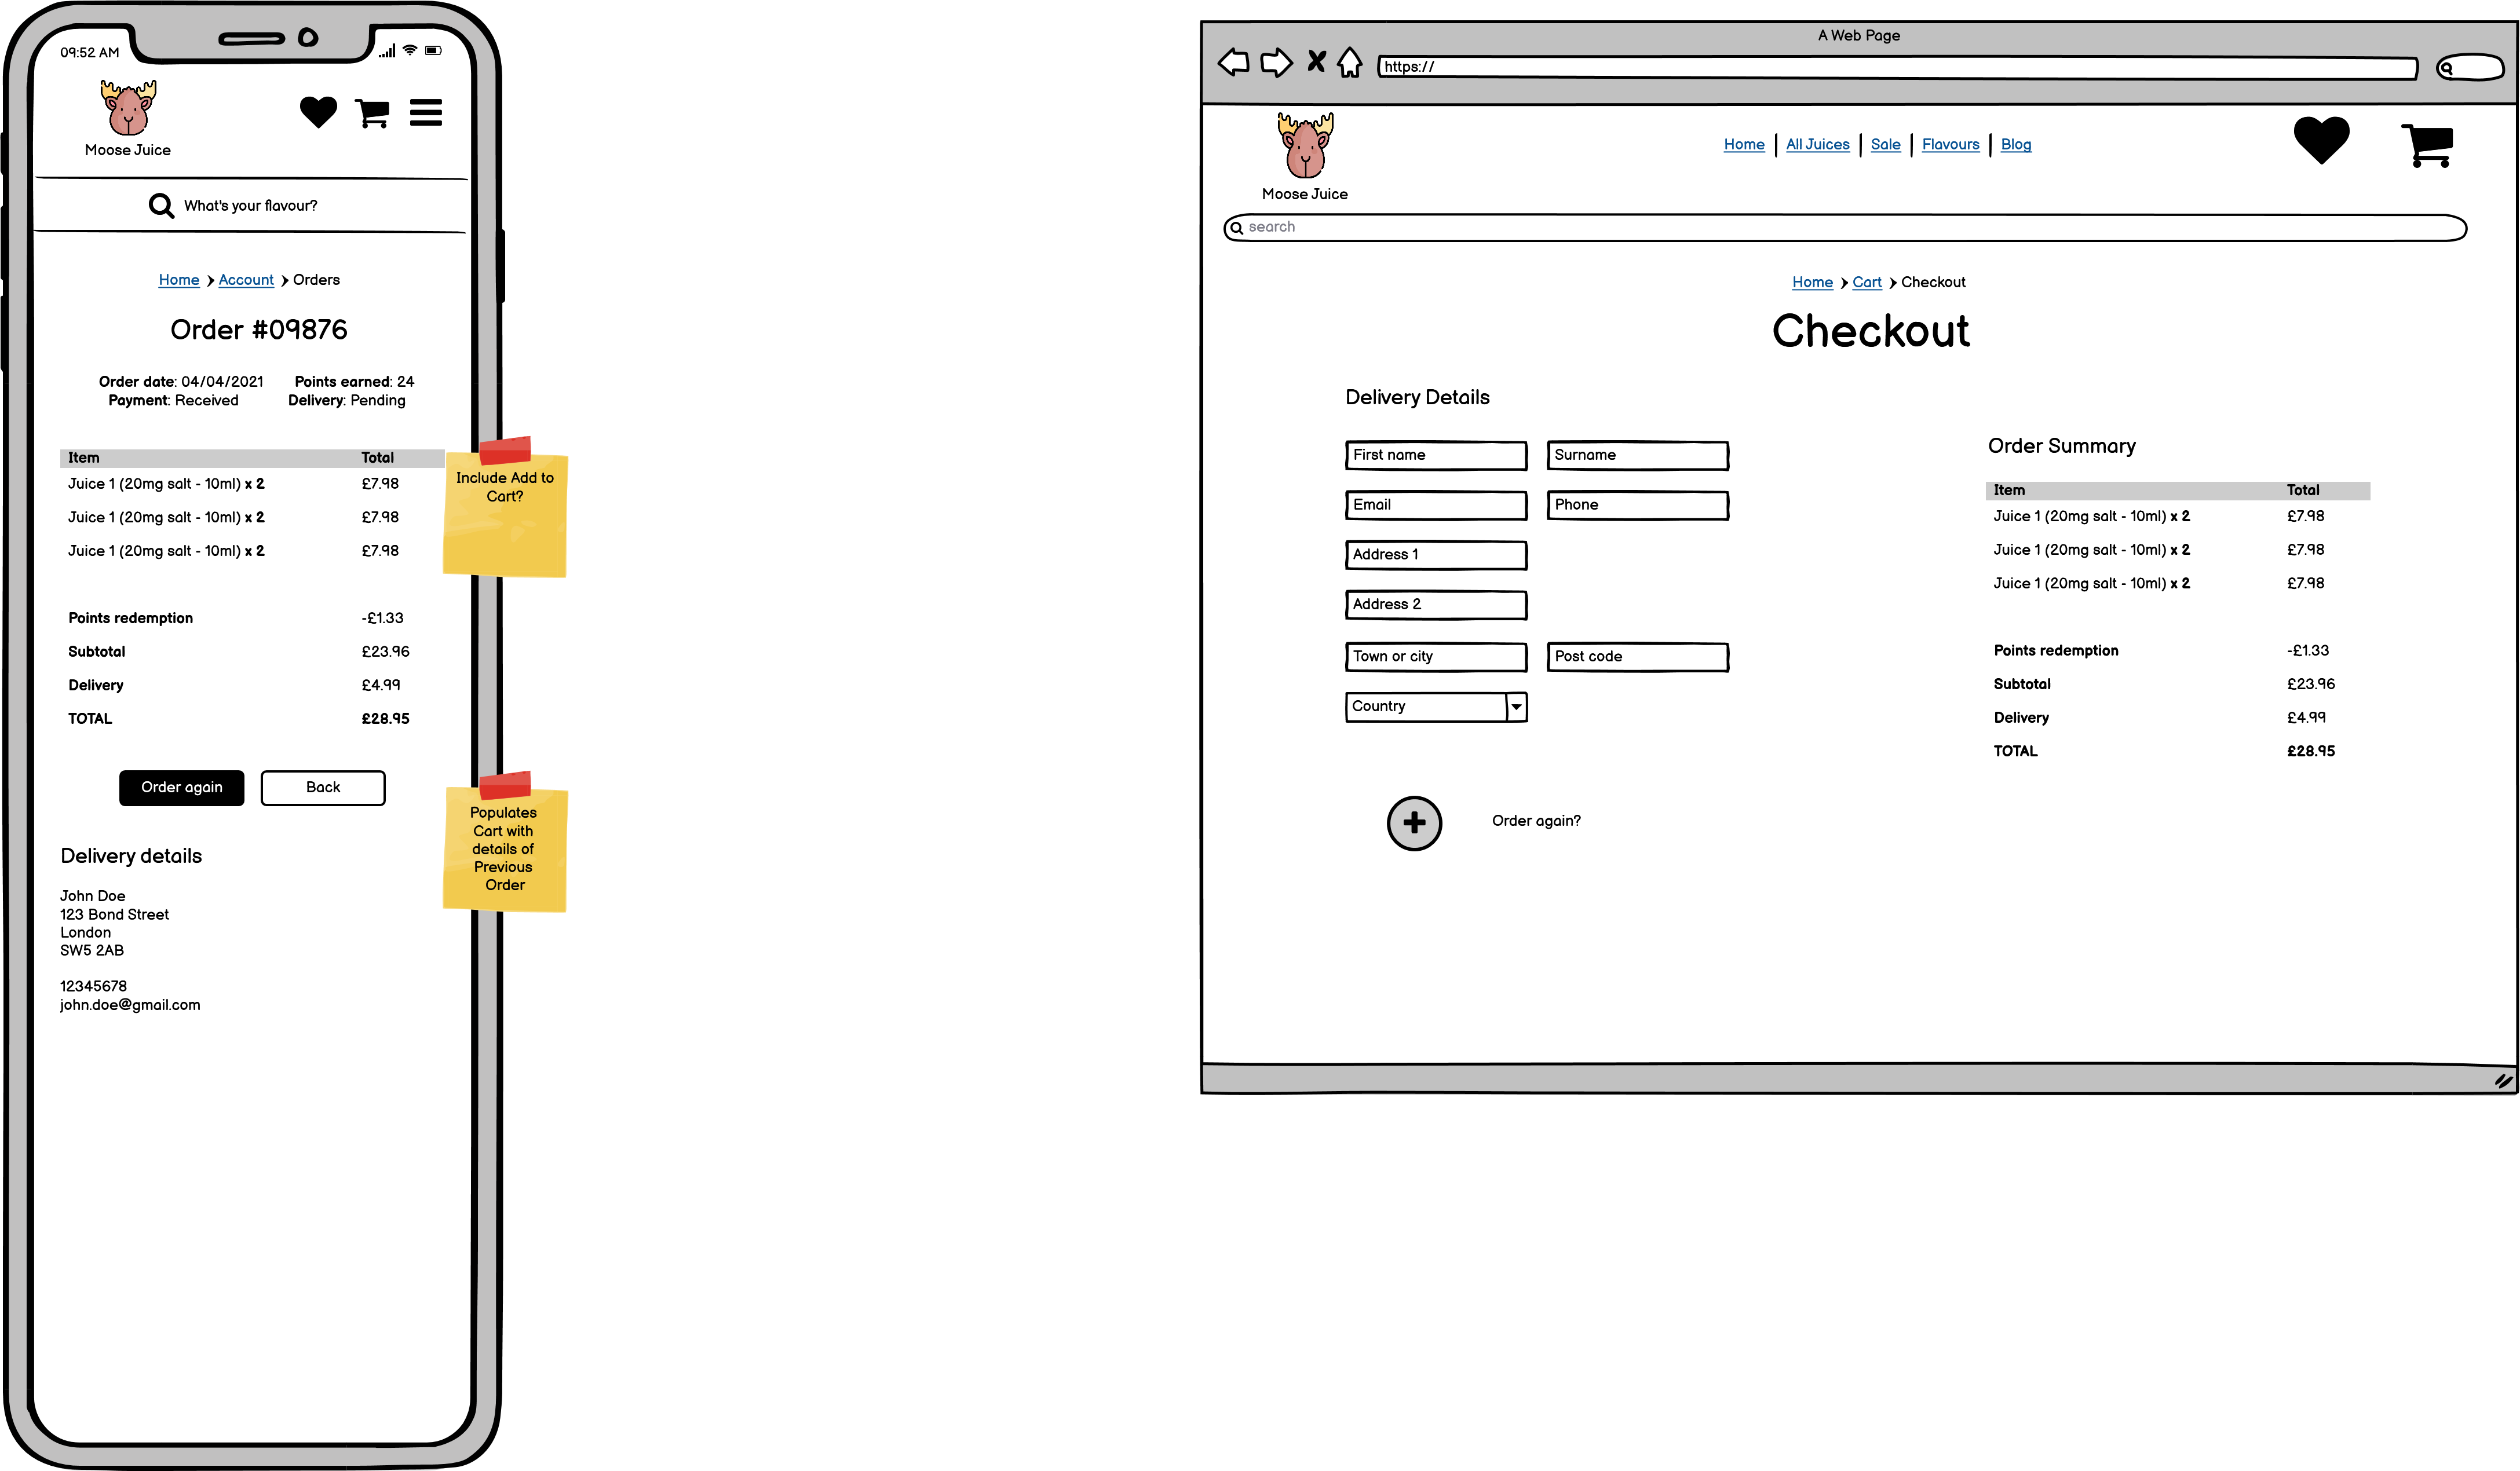 09:52 AM
Moose Juice
What's your flavour?
Home Account Orders
Order #09876
Order date: 04/04/2021 Points earned: 24
Payment: Received Delivery: Pending
Item Total
Juice 1 (20mg salt - 10ml) x 2 £7.98
Juice 1 (20mg salt - 10ml) x 2 £7.98
Juice 1 (20mg salt - 10ml) x 2 £7.98
Points redemption -£1.33
Subtotal £23.96
Delivery £4.99
TOTAL £28.95
Order again Back
Delivery details
John Doe
123 Bond Street
London
SW5 2AB
12345678
john.doe@gmail.com
Include Add to
Cart?
Populates
Cart with
details of
Previous
Order
A Web Page
https://
Moose Juice
Home All Juices Sale Flavours Blog
search
Home Cart Checkout
Checkout
Delivery Details
First name Surname
Email Phone
Address 1
Address 2
Town or city Post code
Country
Order again?
Order Summary
Item Total
Juice 1 (20mg salt - 10ml) x 2 £7.98
Juice 1 (20mg salt - 10ml) x 2 £7.98
Juice 1 (20mg salt - 10ml) x 2 £7.98
Points redemption -£1.33
Subtotal £23.96
Delivery £4.99
TOTAL £28.95